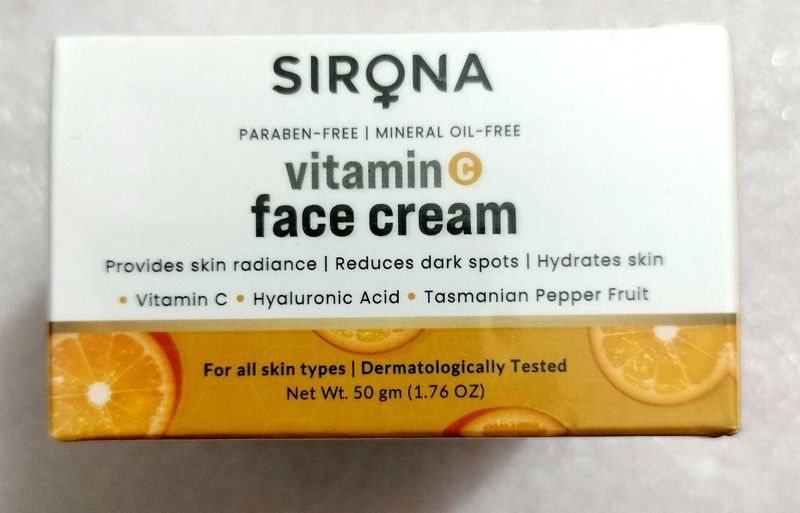 SIRONA
PARABEN-FREE | MINERAL OIL-FREE
vitamin C
face cream
Provides skin radiance | Reduces dark spots | Hydrates skin
• Vitamin C • Hyaluronic Acid • Tasmanian Pepper Fruit
For all skin types | Dermatologically Tested
Net Wt. 50 gm (1.76 OZ)